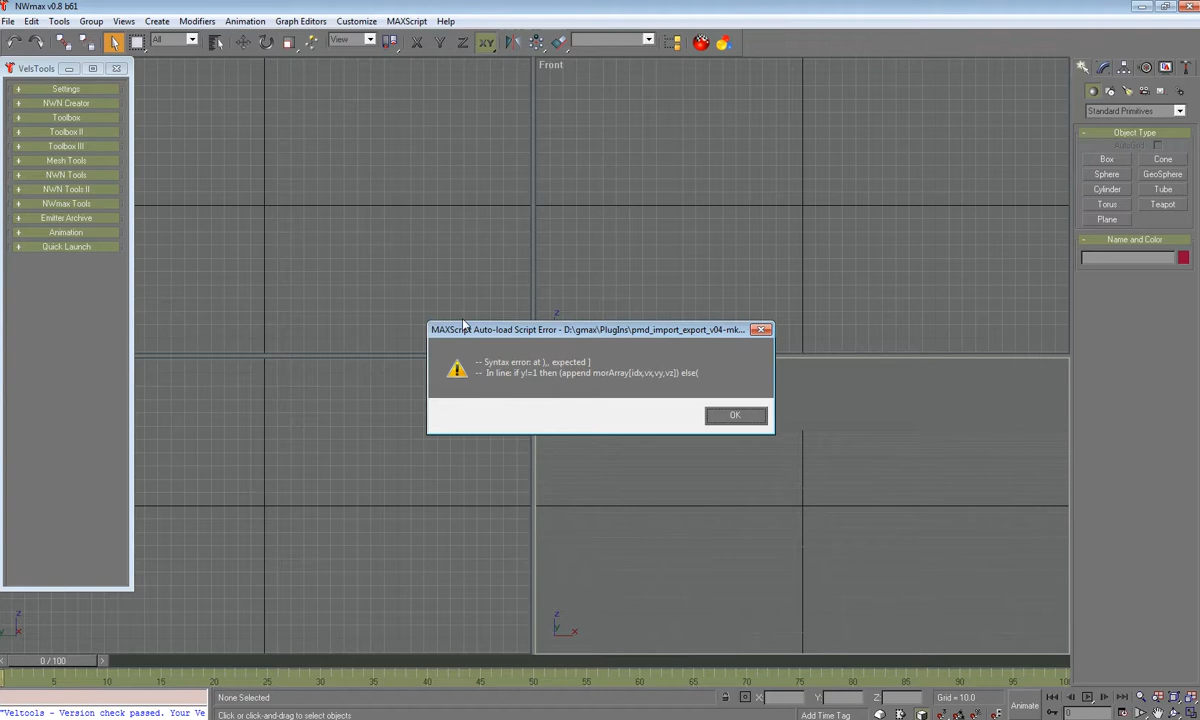 NWmax v0.8 b61
File Edit Tools Group Views Create Modifiers Animation Graph Editors Customize MAXScript Help
All View X Y Z XY
VelsTools
+ Settings
+ NWN Creator
+ Toolbox
+ Toolbox II
+ Toolbox III
+ Mesh Tools
+ NWN Tools
+ NWN Tools II
+ NWmax Tools
+ Emitter Archive
+ Animation
+ Quick Launch
Front
z
MAXScript Auto-load Script Error - D:\gmax\PlugIns\pmd_import_export_v04-mk...
-- Syntax error: at ),, expected ]
-- In line: if y!=1 then (append morArray[idx,vx,vy,vz]) else(
OK
Standard Primitives
- Object Type
AutoGrid
Box Cone
Sphere GeoSphere
Cylinder Tube
Torus Teapot
Plane
- Name and Color
z
y x
z
y x
< 0 / 100 >
0 5 10 15 20 25 30 35 40 45 50 55 60 65 70 75 80 85 90 95 100
None Selected X: Y: Z: Grid = 10.0
Animate
"Veltools - Version check passed. Your Ve
Click or click-and-drag to select objects
Add Time Tag
0